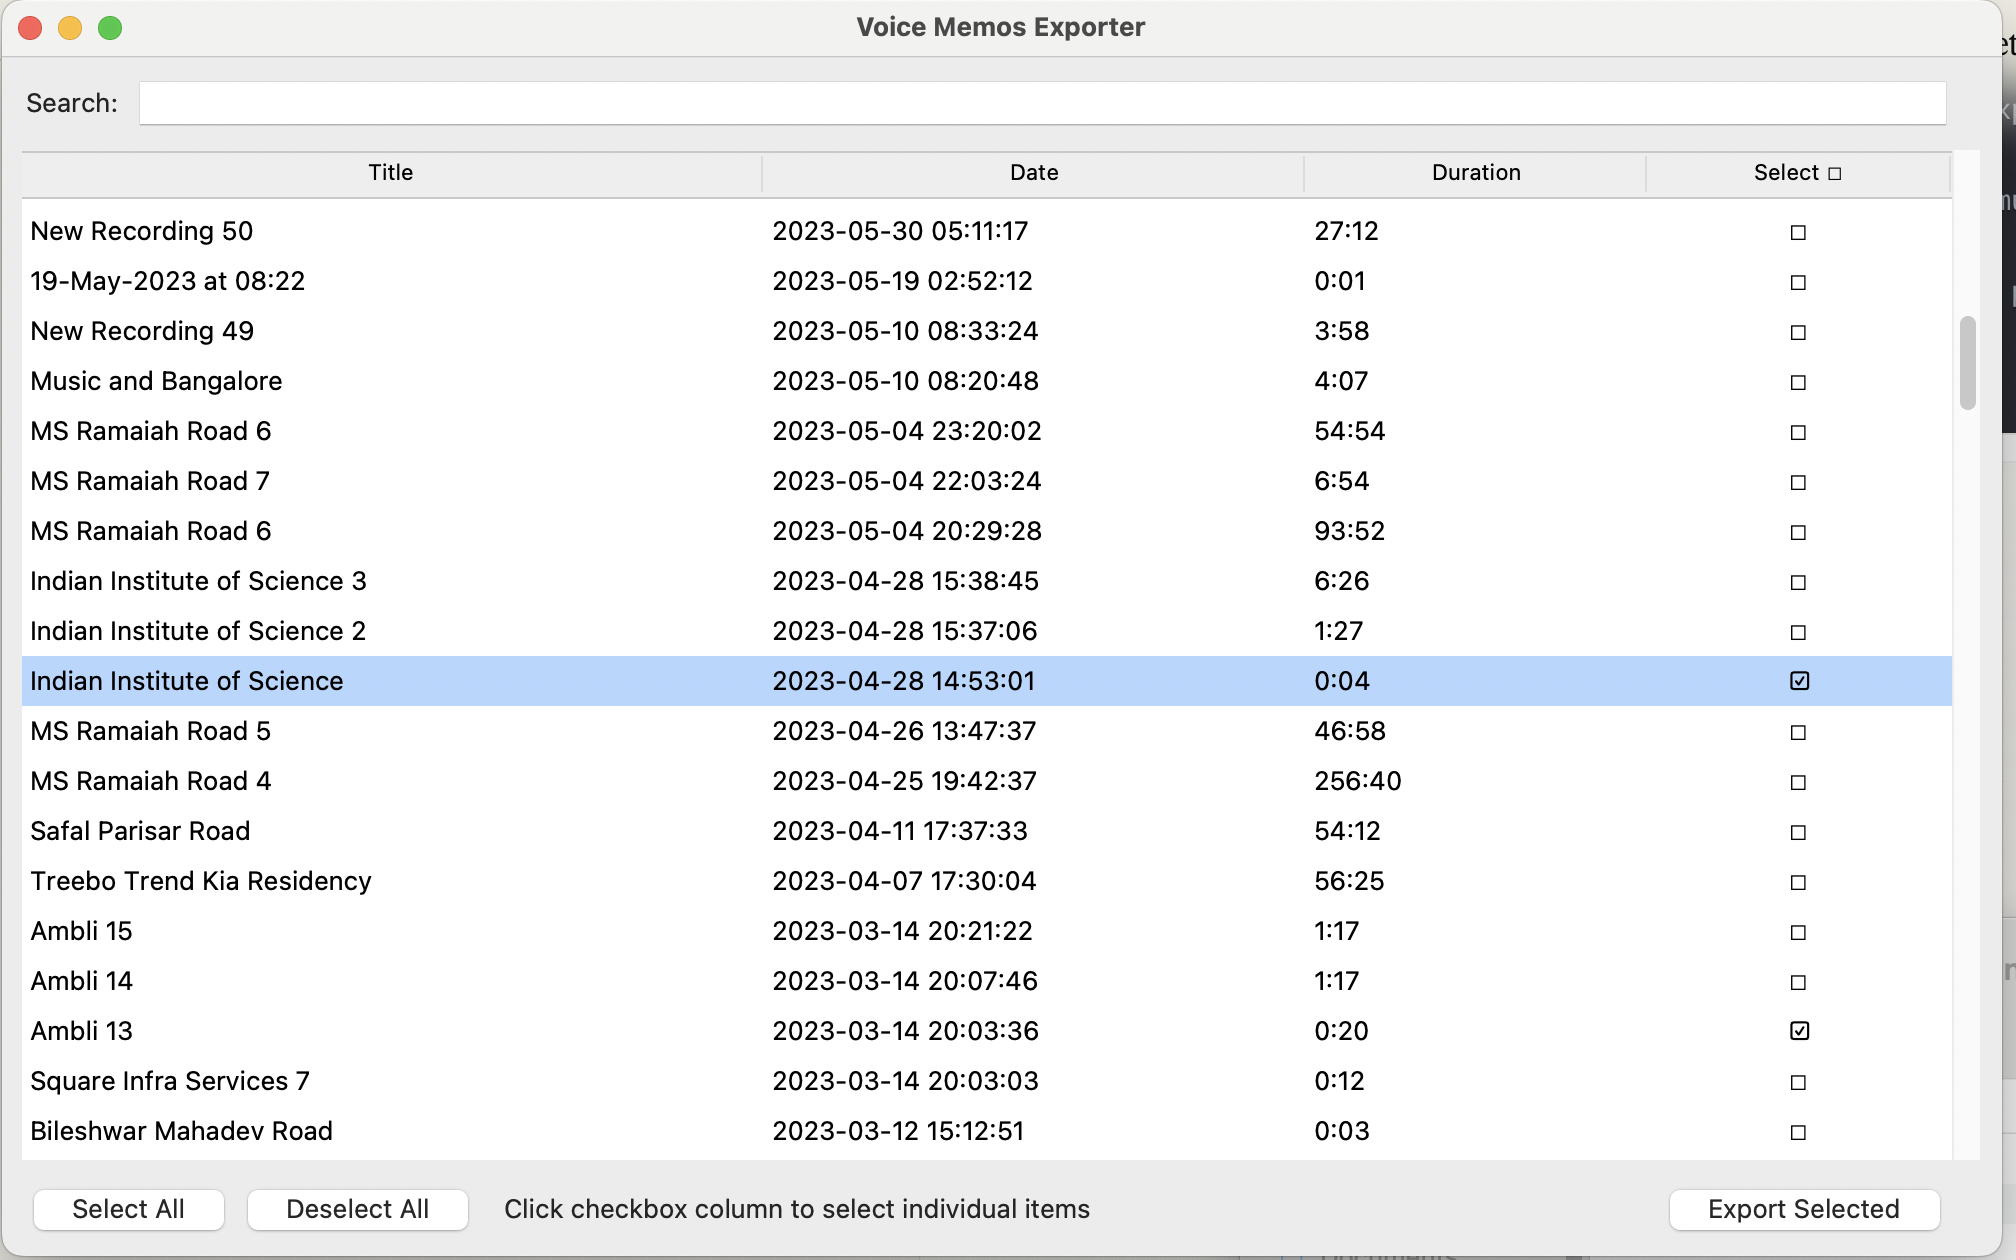 Voice Memos Exporter
Search:
Title Date Duration Select
New Recording 50 2023-05-30 05:11:17 27:12
19-May-2023 at 08:22 2023-05-19 02:52:12 0:01
New Recording 49 2023-05-10 08:33:24 3:58
Music and Bangalore 2023-05-10 08:20:48 4:07
MS Ramaiah Road 6 2023-05-04 23:20:02 54:54
MS Ramaiah Road 7 2023-05-04 22:03:24 6:54
MS Ramaiah Road 6 2023-05-04 20:29:28 93:52
Indian Institute of Science 3 2023-04-28 15:38:45 6:26
Indian Institute of Science 2 2023-04-28 15:37:06 1:27
Indian Institute of Science 2023-04-28 14:53:01 0:04
MS Ramaiah Road 5 2023-04-26 13:47:37 46:58
MS Ramaiah Road 4 2023-04-25 19:42:37 256:40
Safal Parisar Road 2023-04-11 17:37:33 54:12
Treebo Trend Kia Residency 2023-04-07 17:30:04 56:25
Ambli 15 2023-03-14 20:21:22 1:17
Ambli 14 2023-03-14 20:07:46 1:17
Ambli 13 2023-03-14 20:03:36 0:20
Square Infra Services 7 2023-03-14 20:03:03 0:12
Bileshwar Mahadev Road 2023-03-12 15:12:51 0:03
Select All Deselect All Click checkbox column to select individual items Export Selected